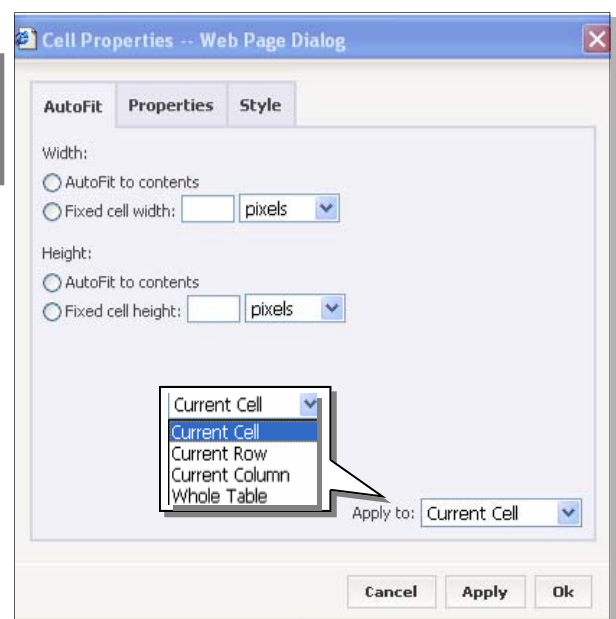 Cell Properties -- Web Page Dialog
AutoFit Properties Style
Width:
AutoFit to contents
Fixed cell width: pixels
Height:
AutoFit to contents
Fixed cell height: pixels
Current Cell
Current Cell
Current Row
Current Column
Whole Table
Apply to: Current Cell
Cancel Apply Ok